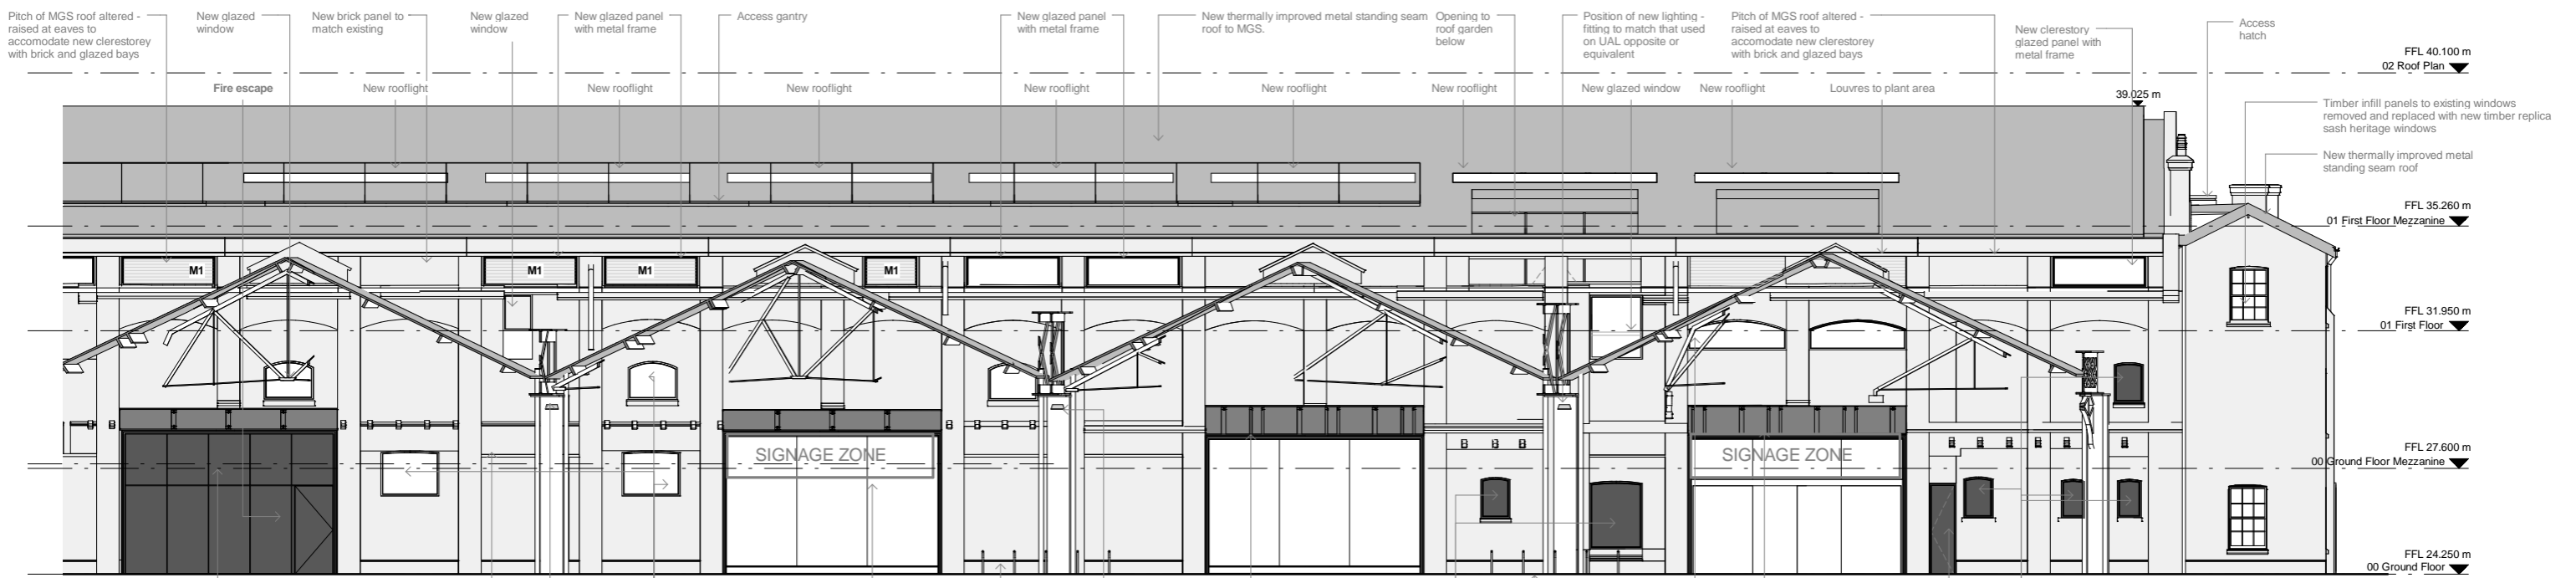 Pitch of MGS roof altered -
raised at eaves to
accomodate new clerestorey
with brick and glazed bays
New glazed
window
New brick panel to
match existing
New glazed
window
New glazed panel
with metal frame
Access gantry
New glazed panel
with metal frame
New thermally improved metal standing seam
roof to MGS.
Opening to
roof garden
below
Position of new lighting -
fitting to match that used
on UAL opposite or
equivalent
Pitch of MGS roof altered -
raised at eaves to
accomodate new clerestorey
with brick and glazed bays
New clerestory
glazed panel with
metal frame
Access
hatch
FFL 40.100 m
02 Roof Plan
Fire escape
New rooflight
New rooflight
New rooflight
New rooflight
New rooflight
New rooflight
New glazed window
New rooflight
Louvres to plant area
39.025 m
Timber infill panels to existing windows
removed and replaced with new timber replica
sash heritage windows
New thermally improved metal
standing seam roof
FFL 35.260 m
01 First Floor Mezzanine
M1
M1
M1
M1
FFL 31.950 m
01 First Floor
SIGNAGE ZONE
SIGNAGE ZONE
FFL 27.600 m
00 Ground Floor Mezzanine
FFL 24.250 m
00 Ground Floor